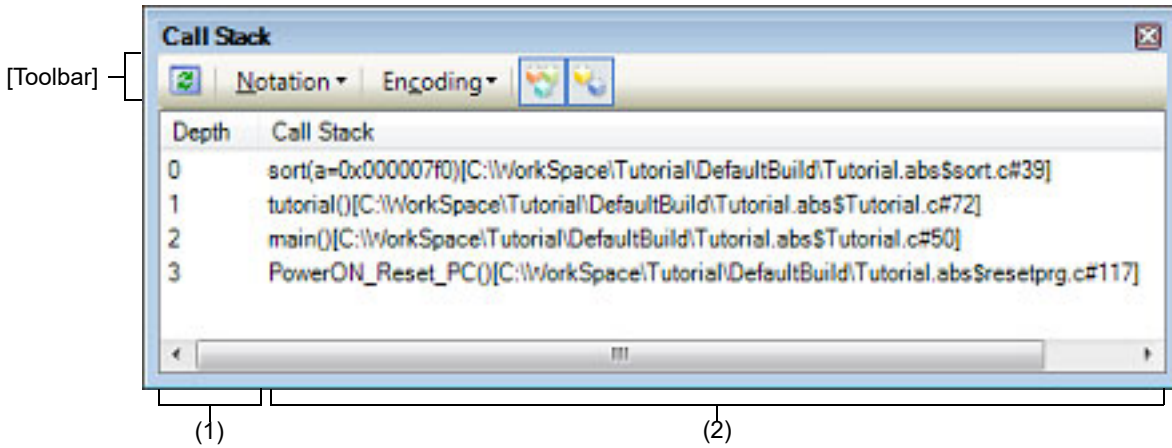 Call Stack
[Toolbar]
Notation Encoding
Depth Call Stack
0 sort(a=0x000007f0)[C:\WorkSpace\Tutorial\DefaultBuild\Tutorial.abs$sort.c#39]
1 tutorial()[C:\WorkSpace\Tutorial\DefaultBuild\Tutorial.abs$Tutorial.c#72]
2 main()[C:\WorkSpace\Tutorial\DefaultBuild\Tutorial.abs$Tutorial.c#50]
3 PowerON_Reset_PC()[C:\WorkSpace\Tutorial\DefaultBuild\Tutorial.abs$resetprg.c#117]
(1) (2)